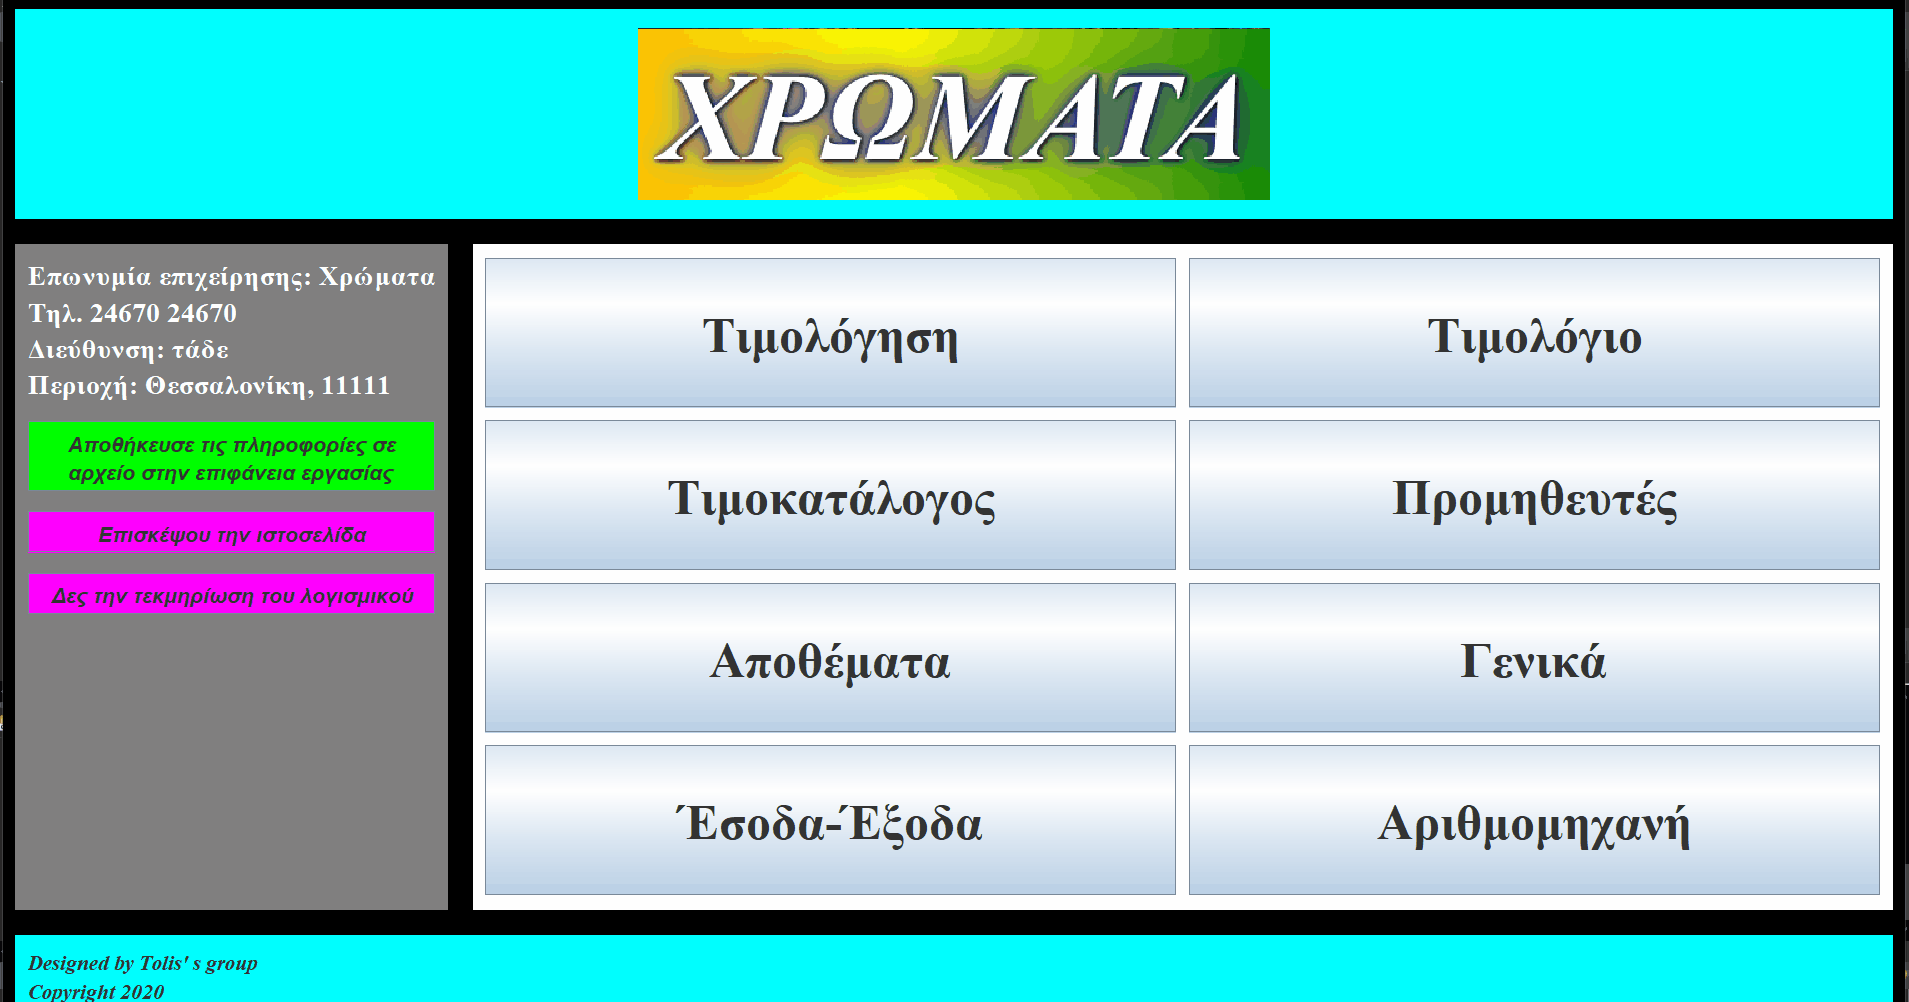 ΧΡΩΜΑΤΑ
Επωνυμία επιχείρησης: Χρώματα
Τηλ. 24670 24670
Διεύθυνση: τάδε
Περιοχή: Θεσσαλονίκη, 11111
Αποθήκευσε τις πληροφορίες σε
αρχείο στην επιφάνεια εργασίας
Επισκέψου την ιστοσελίδα
Δες την τεκμηρίωση του λογισμικού
Τιμολόγηση
Τιμολόγιο
Τιμοκατάλογος
Προμηθευτές
Αποθέματα
Γενικά
Έσοδα-Έξοδα
Αριθμομηχανή
Designed by Tolis' s group
Copyright 2020